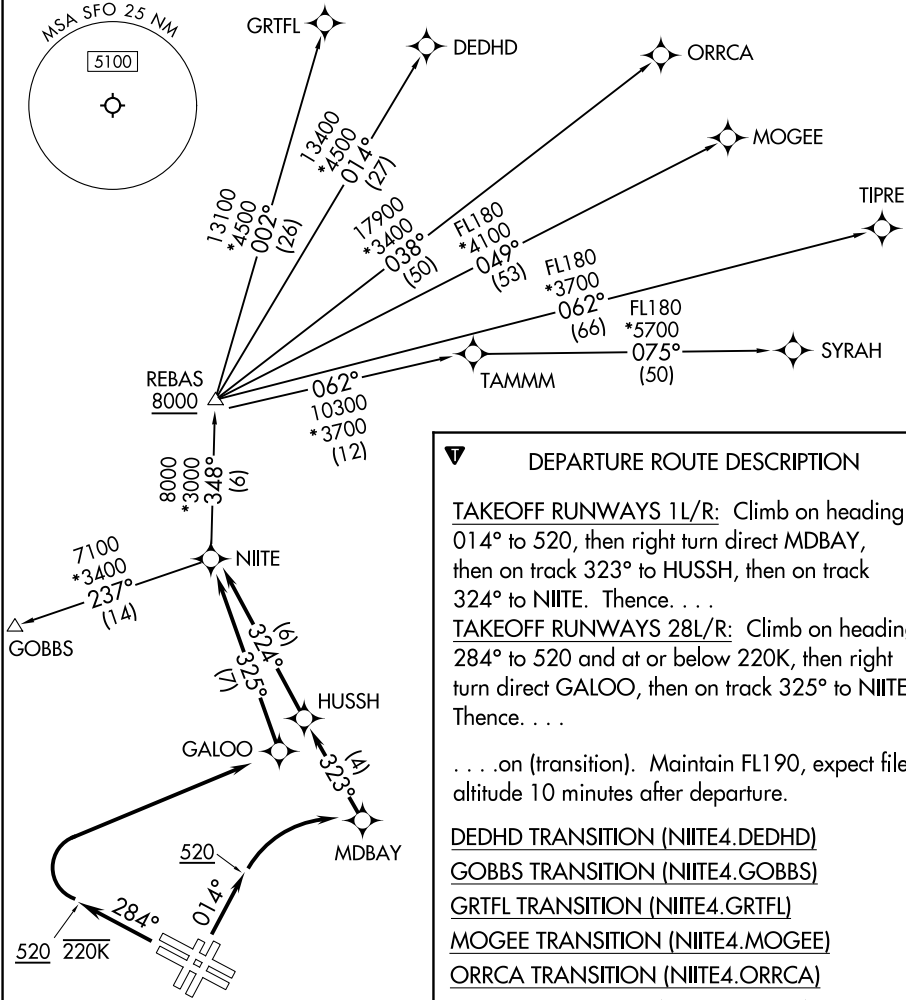 MSA SFO 25 NM
5100
GRTFL
DEDHD
ORRCA
MOGEE
TIPRE
13100
*4500
002°
(26)
13400
*4500
014°
(27)
17900
*3400
038°
(50)
FL180
*4100
049°
(53)
FL180
*3700
062°
(66)
FL180
*5700
075°
(50)
SYRAH
TAMMM
REBAS
8000
062°
10300
*3700
(12)
8000
*3000
348°
(6)
NIITE
7100
*3400
237°
(14)
GOBBS
324°
(6)
325°
(7)
HUSSH
GALOO
323°
(4)
MDBAY
520
014°
284°
520 220K
T
DEPARTURE ROUTE DESCRIPTION
TAKEOFF RUNWAYS 1L/R: Climb on heading
014° to 520, then right turn direct MDBAY,
then on track 323° to HUSSH, then on track
324° to NIITE. Thence. . . .
TAKEOFF RUNWAYS 28L/R: Climb on heading
284° to 520 and at or below 220K, then right
turn direct GALOO, then on track 325° to NIITE
Thence. . . .
. . . .on (transition). Maintain FL190, expect file
altitude 10 minutes after departure.
DEDHD TRANSITION (NIITE4.DEDHD)
GOBBS TRANSITION (NIITE4.GOBBS)
GRTFL TRANSITION (NIITE4.GRTFL)
MOGEE TRANSITION (NIITE4.MOGEE)
ORRCA TRANSITION (NIITE4.ORRCA)